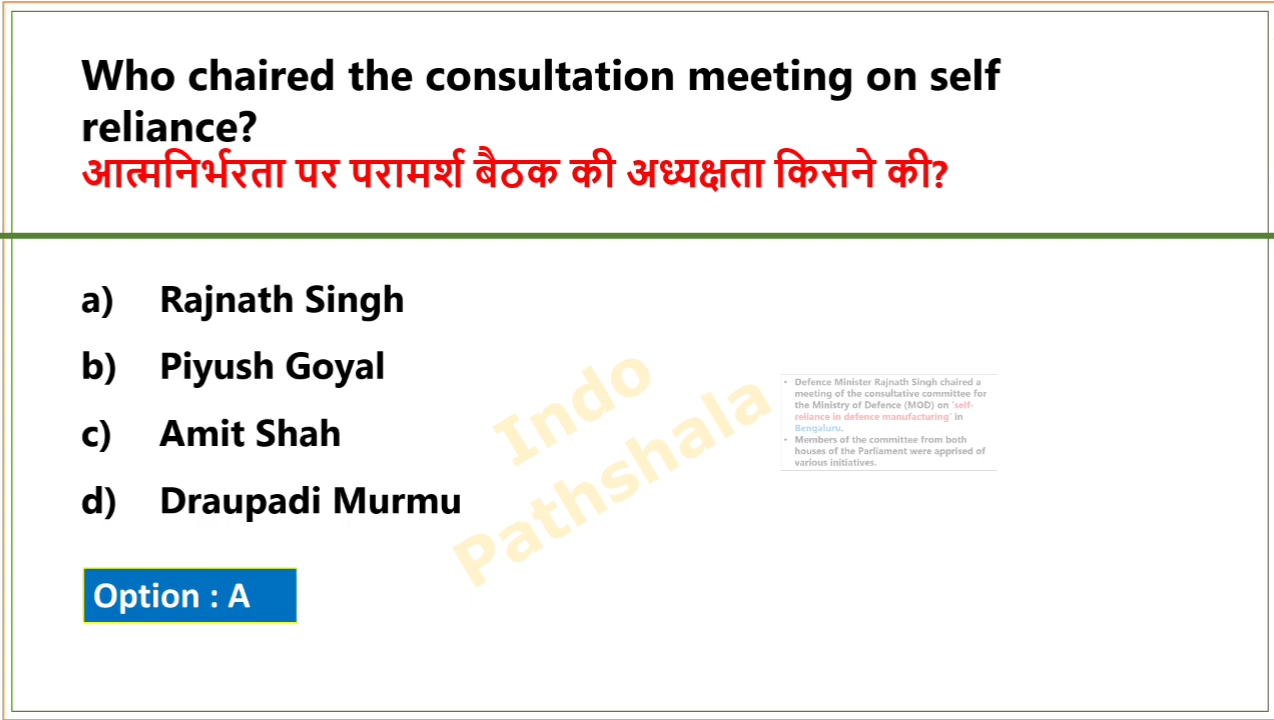 Who chaired the consultation meeting on self
reliance?
आत्मनिर्भरता पर परामर्श बैठक की अध्यक्षता किसने की?
a) Rajnath Singh
b) Piyush Goyal
c) Amit Shah
d) Draupadi Murmu
Option : A
Indo
Pathshala
• Defence Minister Rajnath Singh chaired a
meeting of the consultative committee for
the Ministry of Defence (MOD) on 'self-
reliance in defence manufacturing' in
Bengaluru.
• Members of the committee from both
houses of the Parliament were apprised of
various initiatives.